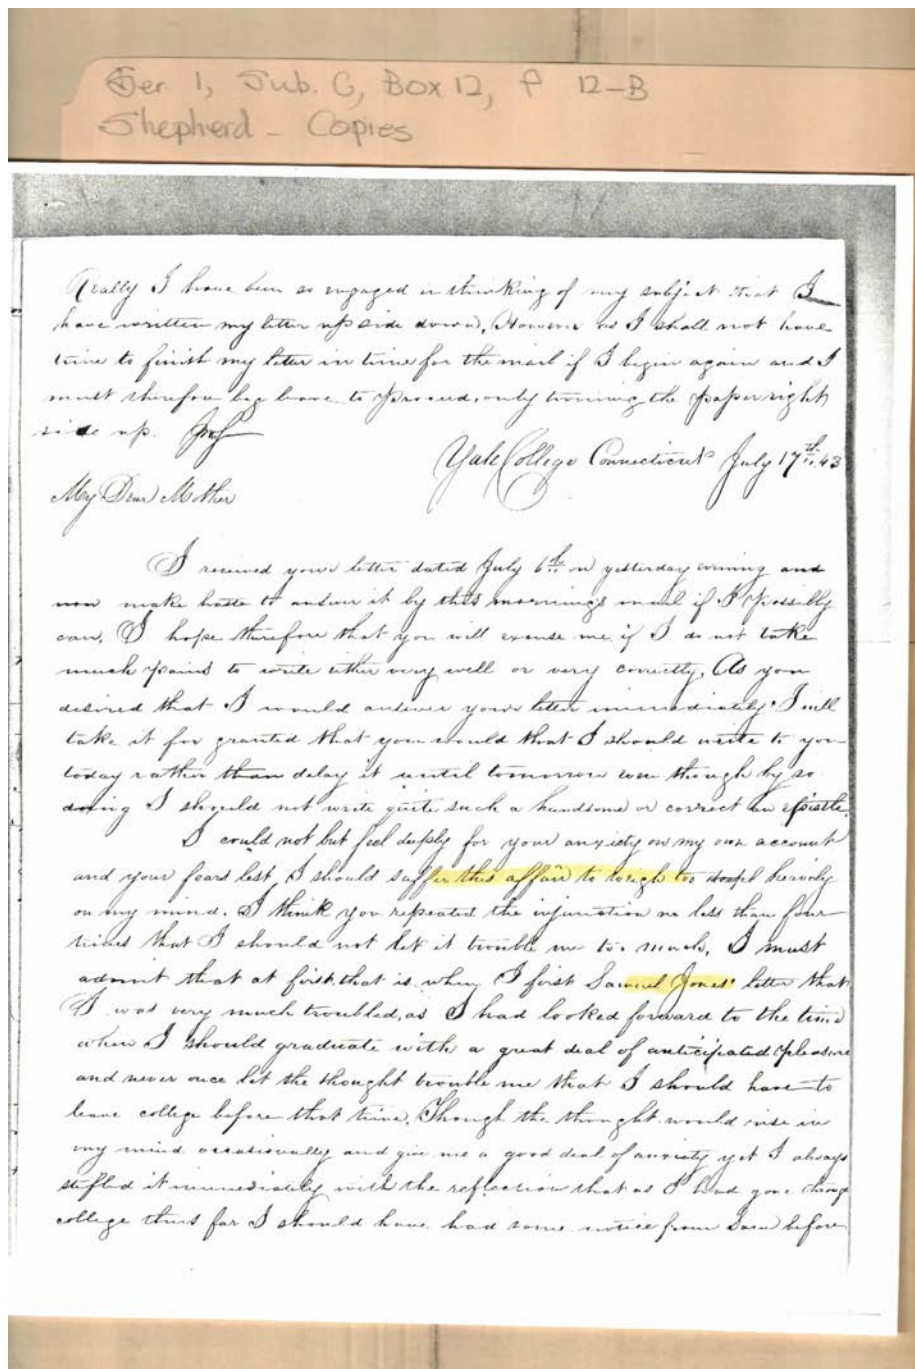 Ser. 1, Sub. G, Box 12, f 12-B
Shepherd - Copies
Really I have been so engaged in thinking of my subject that I
have written my letter upside down. However as I shall not have
time to finish my letter in time for the mail if I begin again and I
must therefore beg leave to proceed, only turning the paper right
side up.
Yale College Connecticut July 17th. 43
My Dear Mother
I received your letter dated July 6th on yesterday evening and
now make haste to answer it by this mornings mail if I possibly
can. I hope therefore that you will excuse me if I do not take
much pains to write either very well or very correctly. As you
desired that I would answer your letter immediately I will
take it for granted that you would that I should write to you
today rather than delay it until tomorrow even though by so
doing I should not write quite such a handsome or correct an epistle.
I could not but feel deeply for your anxiety on my own account
and your fears lest I should suffer this affair to weigh too heavily
on my mind. I think you repeated the injunction no less than four
times that I should not let it trouble me too much. I must
admit that at first that is when I first Samuel Jones' letter that
I was very much troubled, as I had looked forward to the time
when I should graduate with a great deal of anticipated pleasure
and never once let the thought trouble me that I should have to
leave college before that time. Though the thought would rise in
my mind occasionally and give me a good deal of anxiety yet I always
stifled it immediately with the reflection that as I had gone through
college thus far I should have had some notice from before